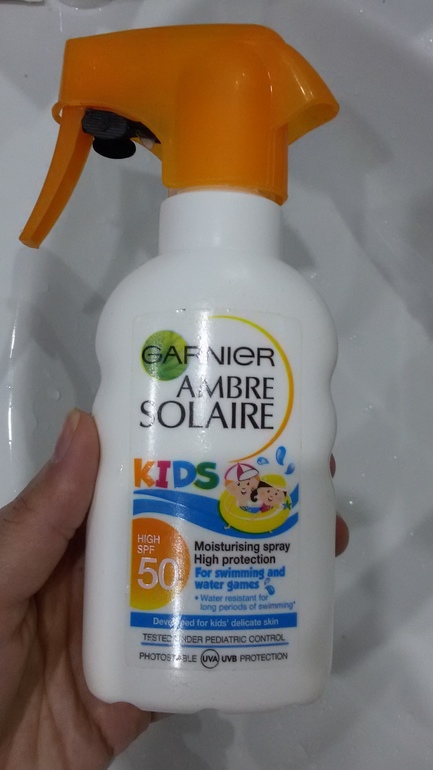 GARNIER
AMBRE
SOLAIRE
KIDS
HIGH
SPF
50
Moisturising spray
High protection
For swimming and
water games
• Water resistant for
long periods of swimming*
Developed for kids' delicate skin
TESTED UNDER PEDIATRIC CONTROL
PHOTOSTABLE UVA UVB PROTECTION